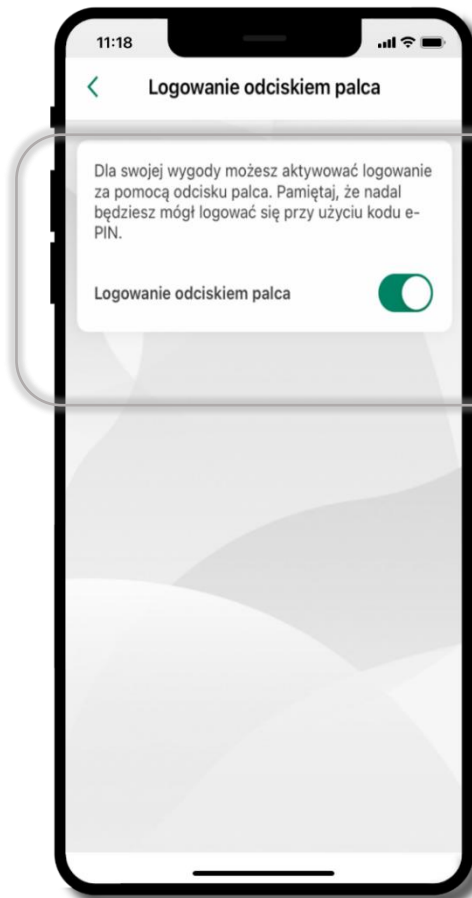 11:18
Logowanie odciskiem palca
Dla swojej wygody możesz aktywować logowanie
za pomocą odcisku palca. Pamiętaj, że nadal
będziesz mógł logować się przy użyciu kodu e-
PIN.
Logowanie odciskiem palca